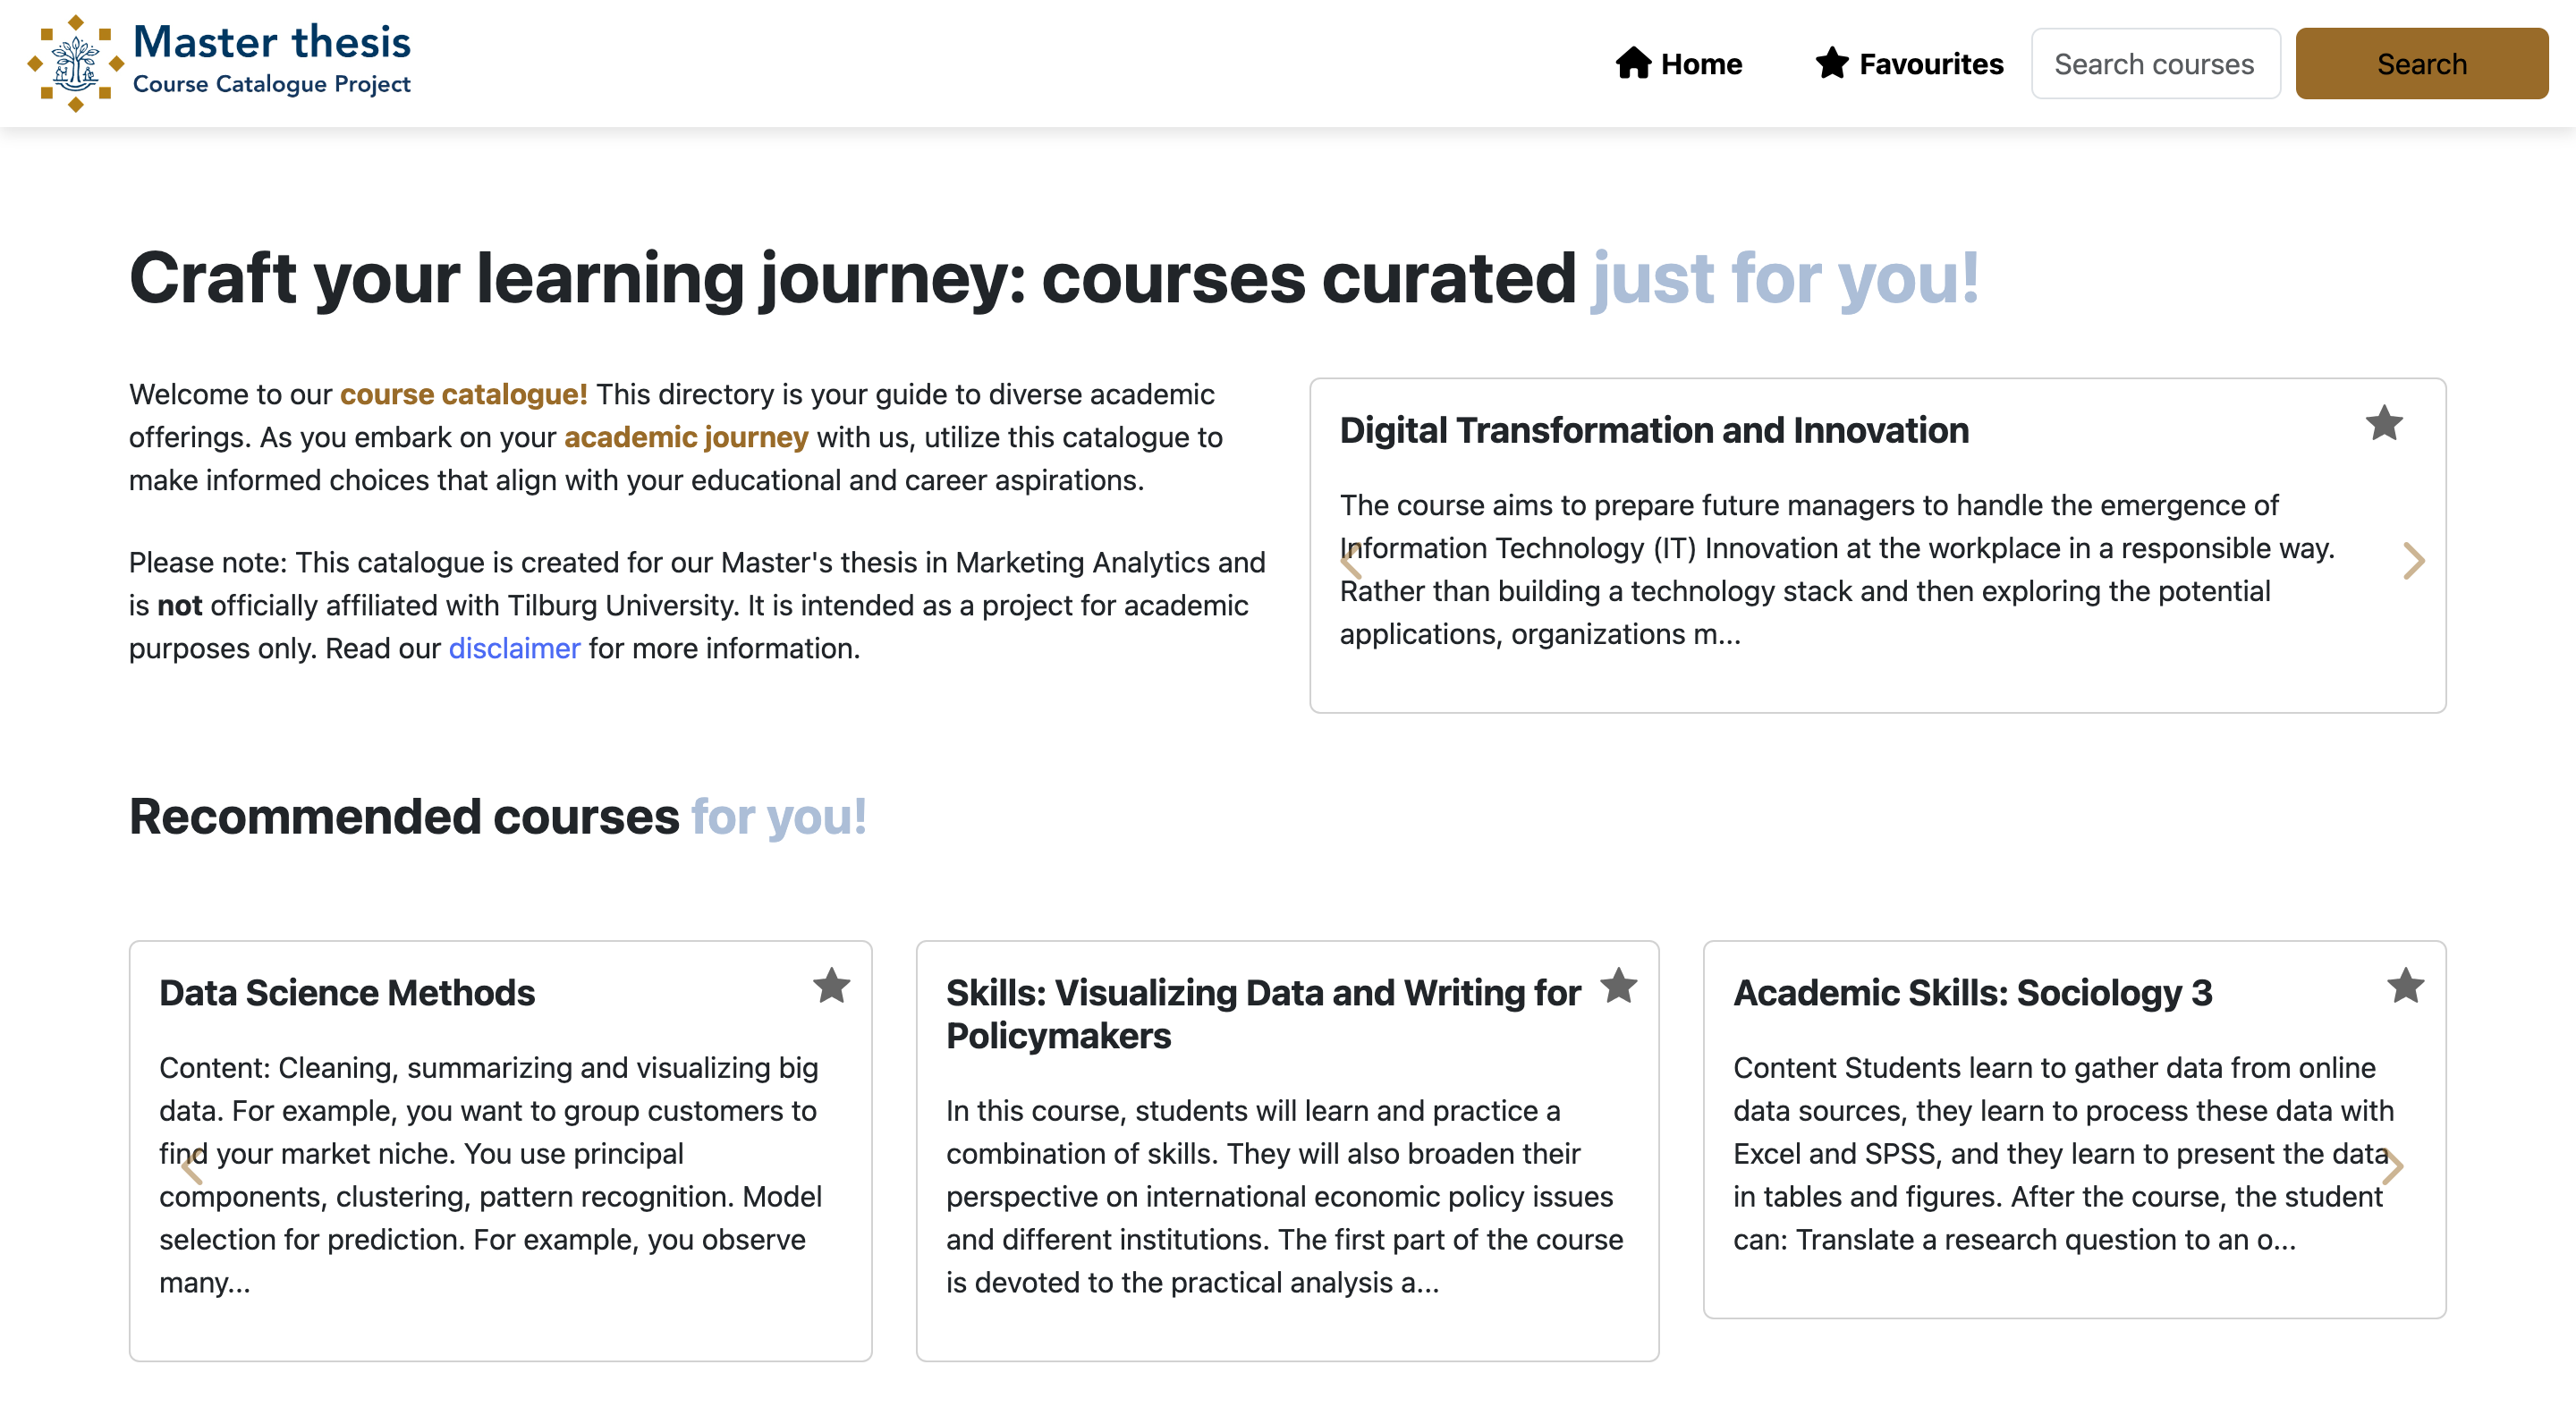 Master thesis
Course Catalogue Project
Home
Favourites
Search courses
Search
Craft your learning journey: courses curated just for you!
Welcome to our course catalogue! This directory is your guide to diverse academic
offerings. As you embark on your academic journey with us, utilize this catalogue to
make informed choices that align with your educational and career aspirations.
Please note: This catalogue is created for our Master's thesis in Marketing Analytics and
is not officially affiliated with Tilburg University. It is intended as a project for academic
purposes only. Read our disclaimer for more information.
Digital Transformation and Innovation
The course aims to prepare future managers to handle the emergence of
Information Technology (IT) Innovation at the workplace in a responsible way.
Rather than building a technology stack and then exploring the potential
applications, organizations m...
Recommended courses for you!
Data Science Methods
Content: Cleaning, summarizing and visualizing big
data. For example, you want to group customers to
find your market niche. You use principal
components, clustering, pattern recognition. Model
selection for prediction. For example, you observe
many...
Skills: Visualizing Data and Writing for
Policymakers
In this course, students will learn and practice a
combination of skills. They will also broaden their
perspective on international economic policy issues
and different institutions. The first part of the course
is devoted to the practical analysis a...
Academic Skills: Sociology 3
Content Students learn to gather data from online
data sources, they learn to process these data with
Excel and SPSS, and they learn to present the data
in tables and figures. After the course, the student
can: Translate a research question to an o...